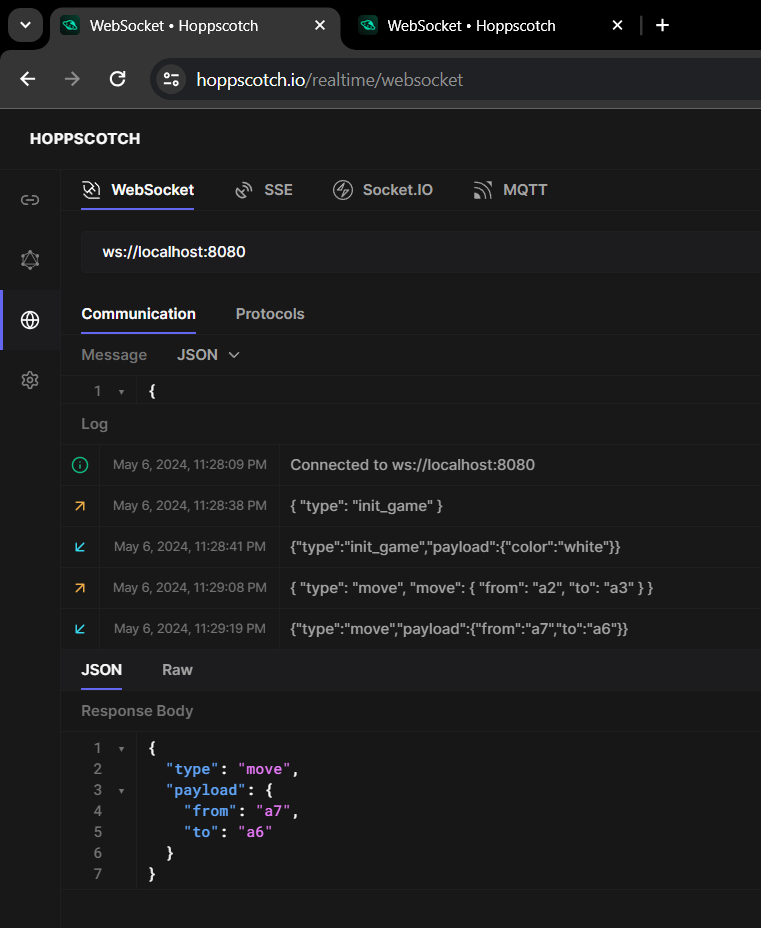 WebSocket • Hoppscotch
WebSocket • Hoppscotch
hoppscotch.io/realtime/websocket
HOPPSCOTCH
WebSocket SSE Socket.IO MQTT
ws://localhost:8080
Communication Protocols
Message JSON
1 {
Log
May 6, 2024, 11:28:09 PM Connected to ws://localhost:8080
May 6, 2024, 11:28:38 PM { "type": "init_game" }
May 6, 2024, 11:28:41 PM {"type":"init_game","payload":{"color":"white"}}
May 6, 2024, 11:29:08 PM { "type": "move", "move": { "from": "a2", "to": "a3" } }
May 6, 2024, 11:29:19 PM {"type":"move","payload":{"from":"a7","to":"a6"}}
JSON Raw
Response Body
1 {
2 "type": "move",
3 "payload": {
4 "from": "a7",
5 "to": "a6"
6 }
7 }